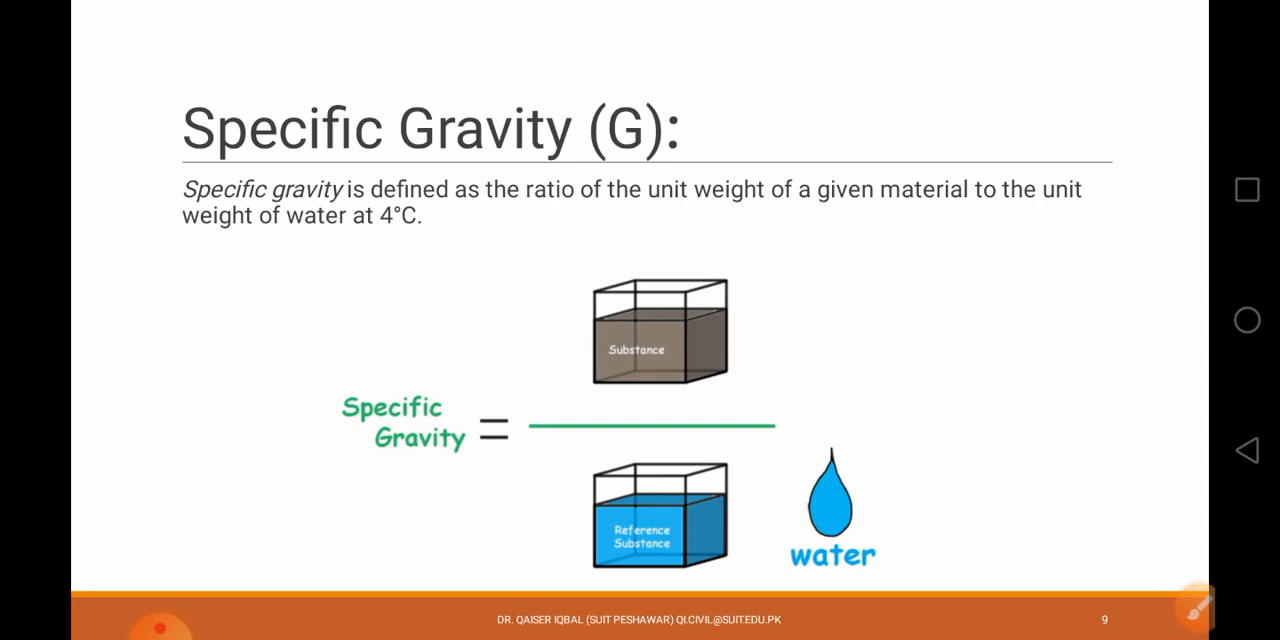 Specific Gravity (G):
Specific gravity is defined as the ratio of the unit weight of a given material to the unit
weight of water at 4°C.
Substance
Specific
Gravity
=
Reference
Substance
water
DR. QAISER IQBAL (SUIT PESHAWAR) QI.CIVIL@SUIT.EDU.PK
9